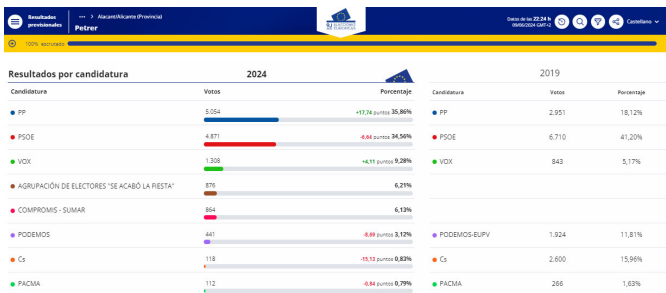 Resultados previsionales
··· > Alacant/Alicante (Provincia)
Petrer
ELECCIONES EUROPEAS
Datos de las 22:24 h
09/06/2024 GMT+2
Castellano
100% escrutado
Resultados por candidatura 2024 2019
Candidatura Votos Porcentaje Candidatura Votos Porcentaje
PP 5.054 +17,74 puntos 35,86% PP 2.951 18,12%
PSOE 4.871 -6,64 puntos 34,56% PSOE 6.710 41,20%
VOX 1.308 +4,11 puntos 9,28% VOX 843 5,17%
AGRUPACIÓN DE ELECTORES "SE ACABÓ LA FIESTA" 876 6,21%
COMPROMIS - SUMAR 864 6,13%
PODEMOS 441 -8,69 puntos 3,12% PODEMOS-EUPV 1.924 11,81%
Cs 118 -15,13 puntos 0,83% Cs 2.600 15,96%
PACMA 112 -0,84 puntos 0,79% PACMA 266 1,63%